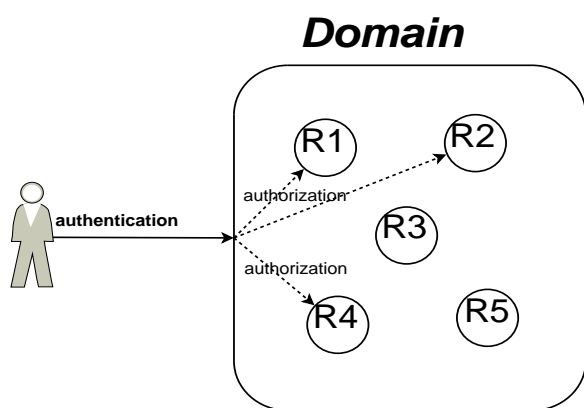 Domain
R1
R2
authorization
authentication
R3
authorization
R4
R5